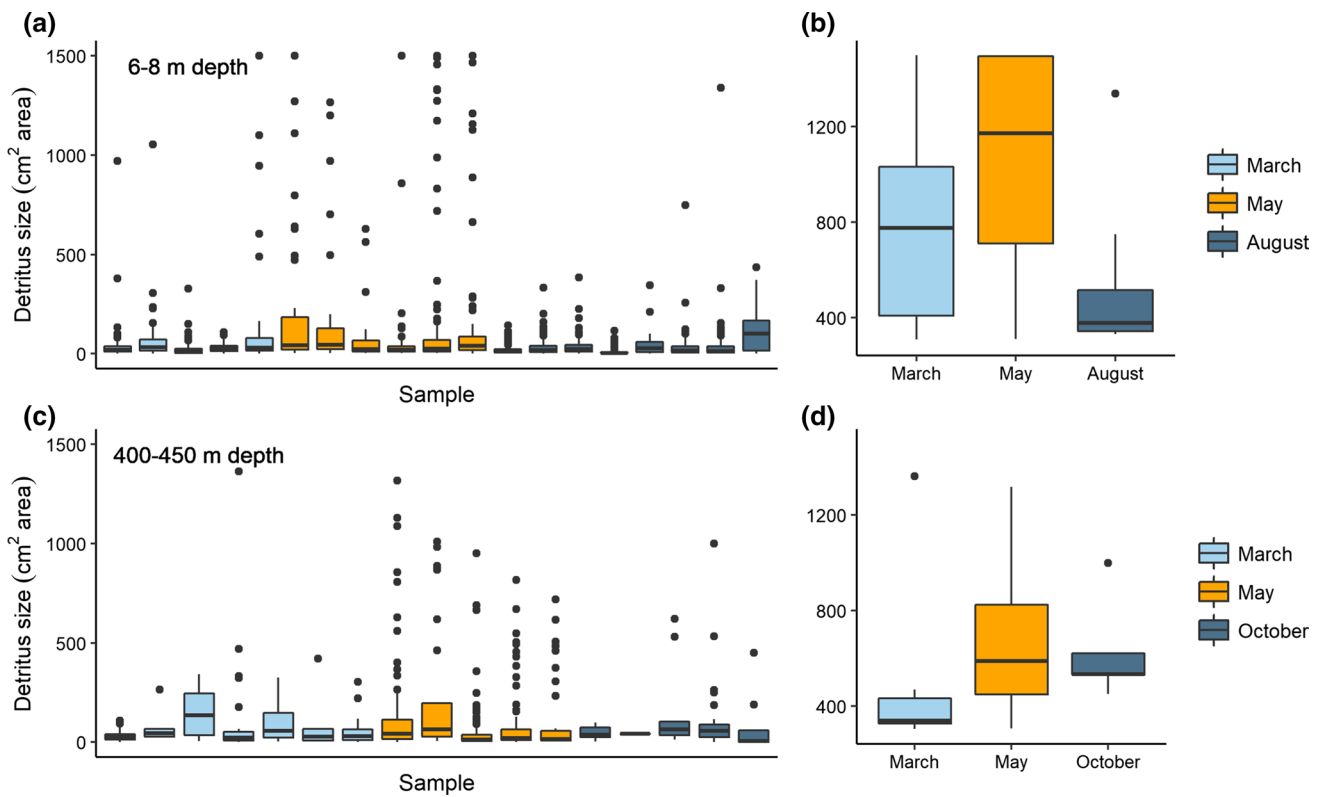 (a)
6-8 m depth
Detritus size (cm² area)
1500
1000
500
0
Sample
(b)
1200
800
400
March
May
August
March
May
August
(c)
400-450 m depth
Detritus size (cm² area)
1500
1000
500
0
Sample
(d)
1200
800
400
March
May
October
March
May
October